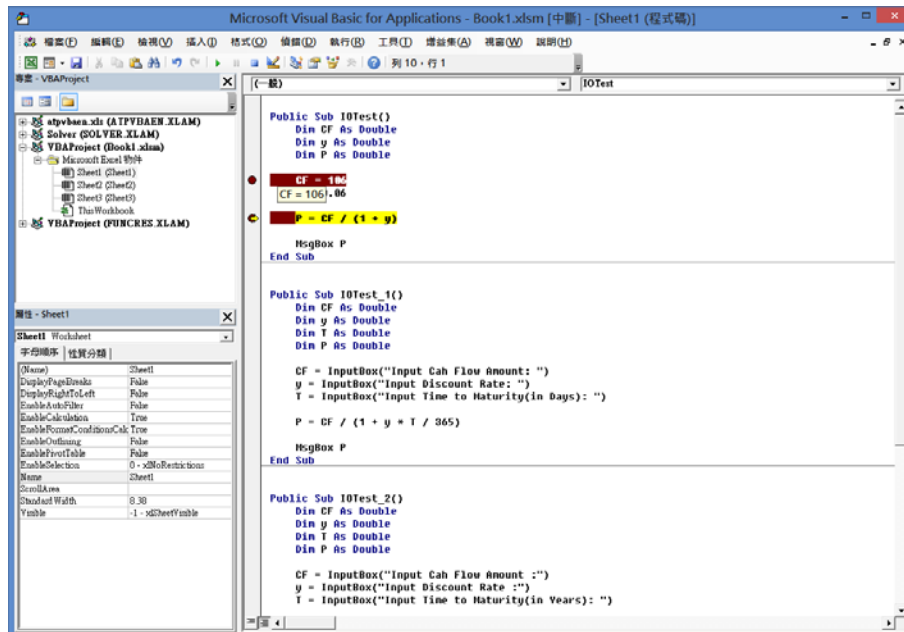 Microsoft Visual Basic for Applications - Book1.xlsm [中斷] - [Sheet1 (程式碼)]
檔案(F) 編輯(E) 檢視(V) 插入(I) 格式(O) 偵錯(D) 執行(R) 工具(T) 增益集(A) 視窗(W) 說明(H)
列 10，行 1
專案 - VBAProject
atpvbaen.xls (ATPVBAEN.XLAM)
Solver (SOLVER.XLAM)
VBAProject (Book1.xlsm)
Microsoft Excel 物件
Sheet1 (Sheet1)
Sheet2 (Sheet2)
Sheet3 (Sheet3)
ThisWorkbook
VBAProject (FUNCRES.XLAM)
屬性 - Sheet1
Sheet1 Worksheet
字母順序 性質分類
(Name) Sheet1
DisplayPageBreaks False
DisplayRightToLeft False
EnableAutoFilter False
EnableCalculation True
EnableFormatConditionsCalc True
EnableOutlining False
EnablePivotTable False
EnableSelection 0 - xlNoRestrictions
Name Sheet1
ScrollArea
StandardWidth 8.38
Visible -1 - xlSheetVisible
(一般) IOTest
Public Sub IOTest()
Dim CF As Double
Dim y As Double
Dim P As Double
CF = 106
CF = 106 .06
P = CF / (1 + y)
MsgBox P
End Sub
Public Sub IOTest_1()
Dim CF As Double
Dim y As Double
Dim T As Double
Dim P As Double
CF = InputBox("Input Cah Flow Amount: ")
y = InputBox("Input Discount Rate: ")
T = InputBox("Input Time to Maturity(in Days): ")
P = CF / (1 + y * T / 365)
MsgBox P
End Sub
Public Sub IOTest_2()
Dim CF As Double
Dim y As Double
Dim T As Double
Dim P As Double
CF = InputBox("Input Cah Flow Amount :")
y = InputBox("Input Discount Rate :")
T = InputBox("Input Time to Maturity(in Years): ")